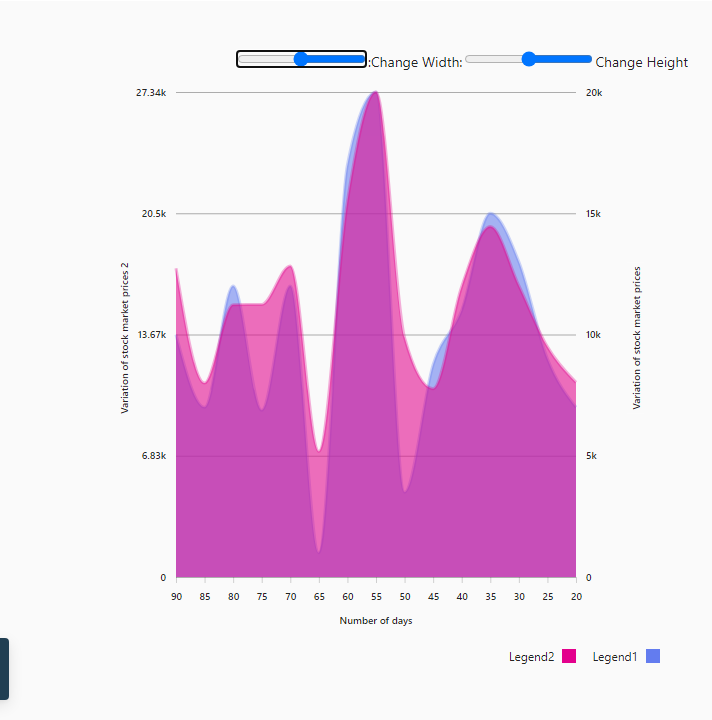 :Change Width: Change Height
27.34k 20k
20.5k 15k
Variation of stock market prices 2
Variation of stock market prices
13.67k 10k
6.83k 5k
0 0
90 85 80 75 70 65 60 55 50 45 40 35 30 25 20
Number of days
Legend2 Legend1